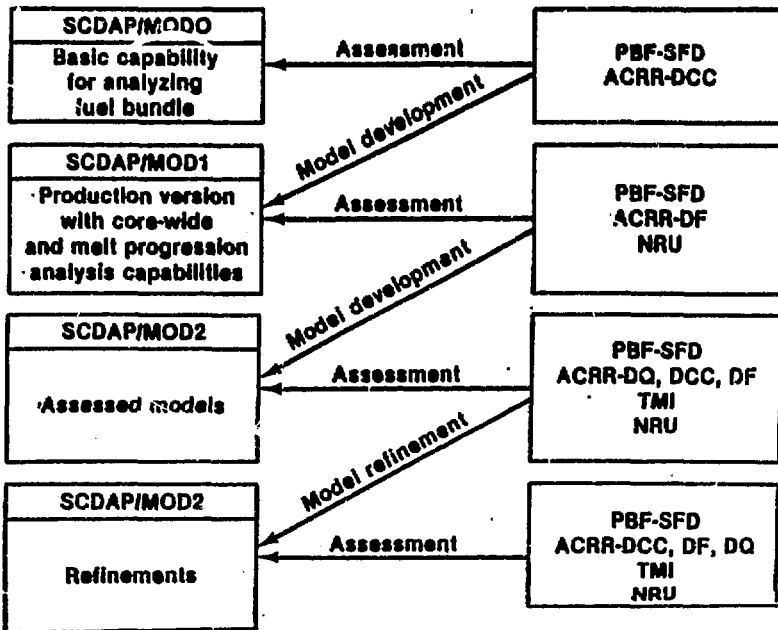 SCDAP/MOD0
Basic capability
for analyzing
fuel bundle
Assessment
PBF-SFD
ACRR-DCC
Model development
SCDAP/MOD1
Production version
with core-wide
and melt progression
analysis capabilities
Assessment
PBF-SFD
ACRR-DF
NRU
Model development
SCDAP/MOD2
Assessed models
Assessment
PBF-SFD
ACRR-DQ, DCC, DF
TMI
NRU
Model refinement
SCDAP/MOD2
Refinements
Assessment
PBF-SFD
ACRR-DCC, DF, DQ
TMI
NRU